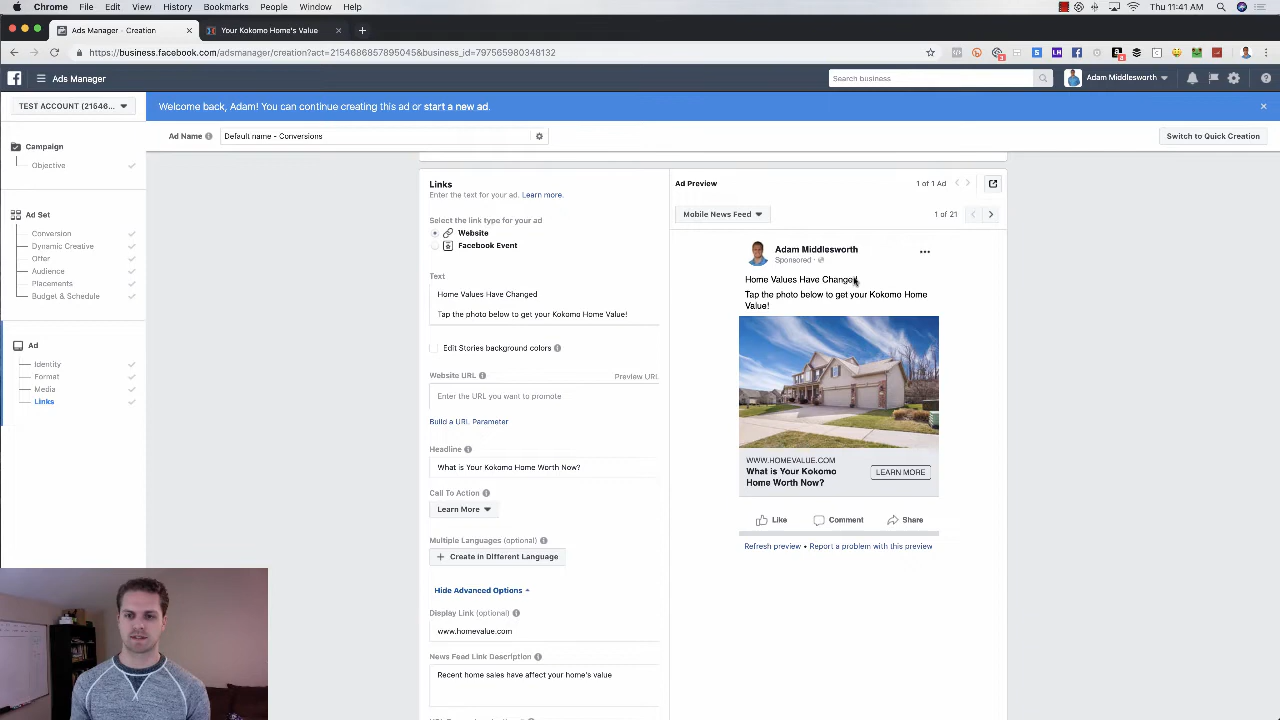 Chrome File Edit View History Bookmarks People Window Help
Thu 11:41 AM
Ads Manager - Creation
Your Kokomo Home's Value
https://business.facebook.com/adsmanager/creation?act=2154686857895045&business_id=797565980348132
Ads Manager
Search business
Adam Middlesworth
TEST ACCOUNT (21546...
Welcome back, Adam! You can continue creating this ad or start a new ad.
Ad Name
Default name - Conversions
Switch to Quick Creation
Campaign
Objective
Ad Set
Conversion
Dynamic Creative
Offer
Audience
Placements
Budget & Schedule
Ad
Identity
Format
Media
Links
Links
Enter the text for your ad. Learn more.
Select the link type for your ad
Website
Facebook Event
Text
Home Values Have Changed
Tap the photo below to get your Kokomo Home Value!
Edit Stories background colors
Website URL
Preview URL
Enter the URL you want to promote
Build a URL Parameter
Headline
What is Your Kokomo Home Worth Now?
Call To Action
Learn More
Multiple Languages (optional)
Create in Different Language
Hide Advanced Options
Display Link (optional)
www.homevalue.com
News Feed Link Description
Recent home sales have affect your home's value
Ad Preview
1 of 1 Ad
Mobile News Feed
1 of 21
Adam Middlesworth
Sponsored
Home Values Have Changed
Tap the photo below to get your Kokomo Home
Value!
WWW.HOMEVALUE.COM
What is Your Kokomo
Home Worth Now?
LEARN MORE
Like
Comment
Share
Refresh preview • Report a problem with this preview